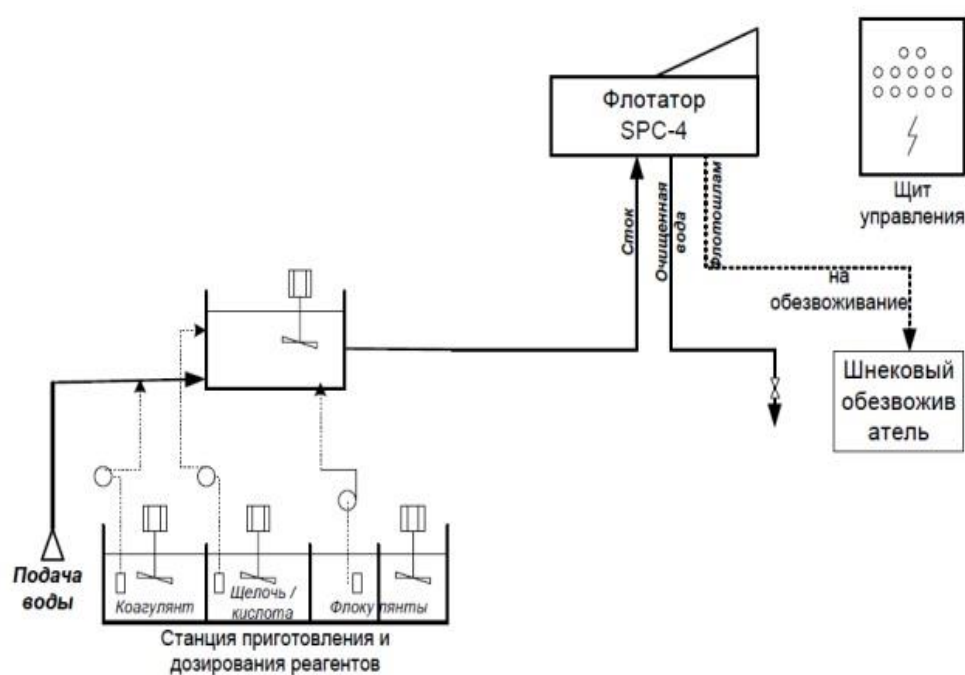 Флотатор
SPC-4
Щит
управления
Сток
Очищенная
вода
Флотошлам
на
обезвоживание
Шнековый
обезвожив
атель
Подача
воды
Коагулянт
Щелочь /
кислота
Флокулянты
Станция приготовления и
дозирования реагентов